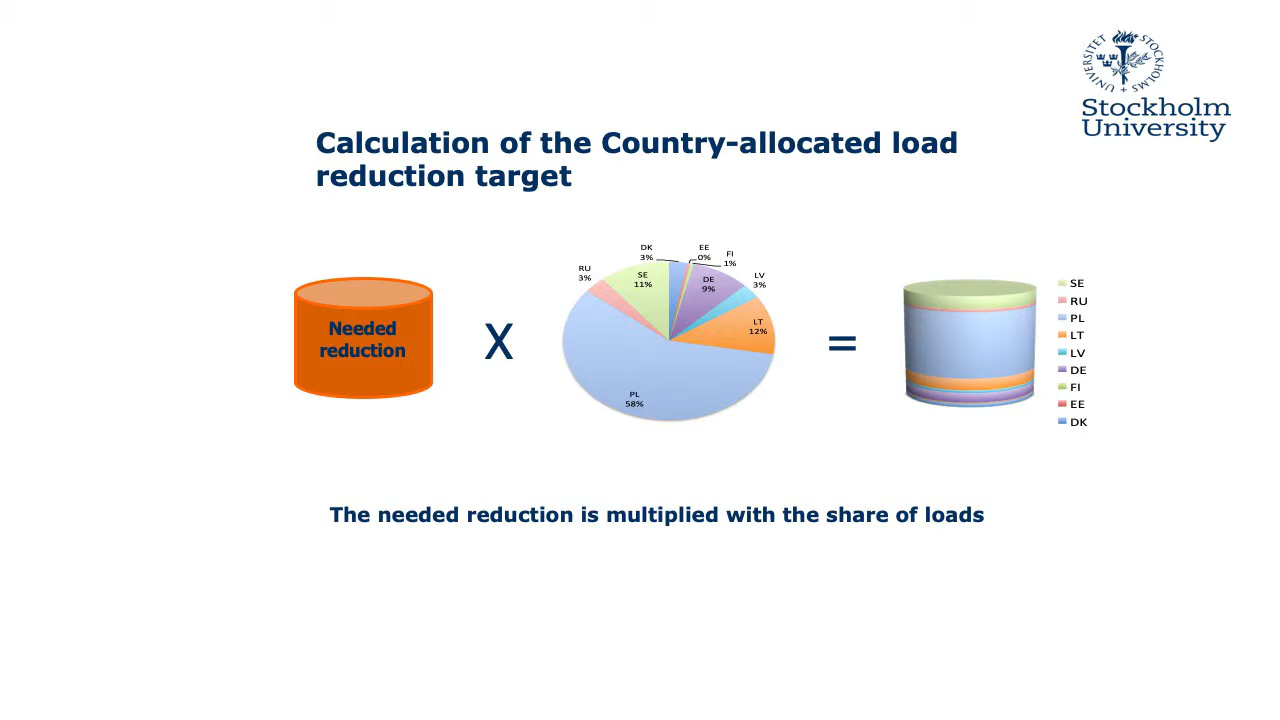 UNIVERSITET STOCKHOLMS
Stockholm
University
Calculation of the Country-allocated load
reduction target
Needed
reduction
X
DK
3%
EE
0%
FI
1%
RU
3%
SE
11%
DE
9%
LV
3%
LT
12%
PL
58%
=
SE
RU
PL
LT
LV
DE
FI
EE
DK
The needed reduction is multiplied with the share of loads